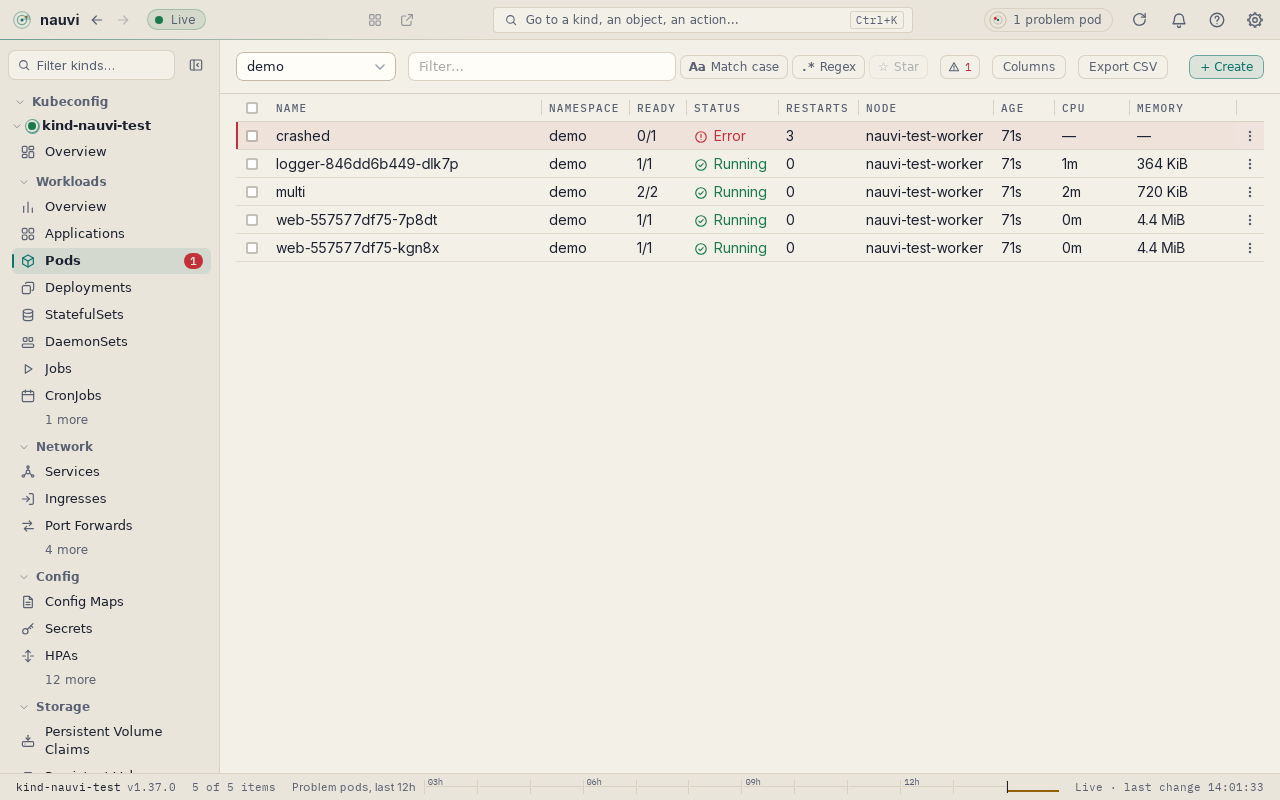 nauvi
Live
Go to a kind, an object, an action...
Ctrl+K
1 problem pod
Filter kinds...
demo
Filter...
Aa Match case
.* Regex
☆ Star
1
Columns
Export CSV
+ Create
Kubeconfig
kind-nauvi-test
Overview
Workloads
Overview
Applications
Pods 1
Deployments
StatefulSets
DaemonSets
Jobs
CronJobs
1 more
Network
Services
Ingresses
Port Forwards
4 more
Config
Config Maps
Secrets
HPAs
12 more
Storage
Persistent Volume
Claims
NAME NAMESPACE READY STATUS RESTARTS NODE AGE CPU MEMORY
crashed demo 0/1 Error 3 nauvi-test-worker 71s — —
logger-846dd6b449-dlk7p demo 1/1 Running 0 nauvi-test-worker 71s 1m 364 KiB
multi demo 2/2 Running 0 nauvi-test-worker 71s 2m 720 KiB
web-557577df75-7p8dt demo 1/1 Running 0 nauvi-test-worker 71s 0m 4.4 MiB
web-557577df75-kgn8x demo 1/1 Running 0 nauvi-test-worker 71s 0m 4.4 MiB
kind-nauvi-test v1.37.0 5 of 5 items Problem pods, last 12h 03h 06h 09h 12h Live · last change 14:01:33